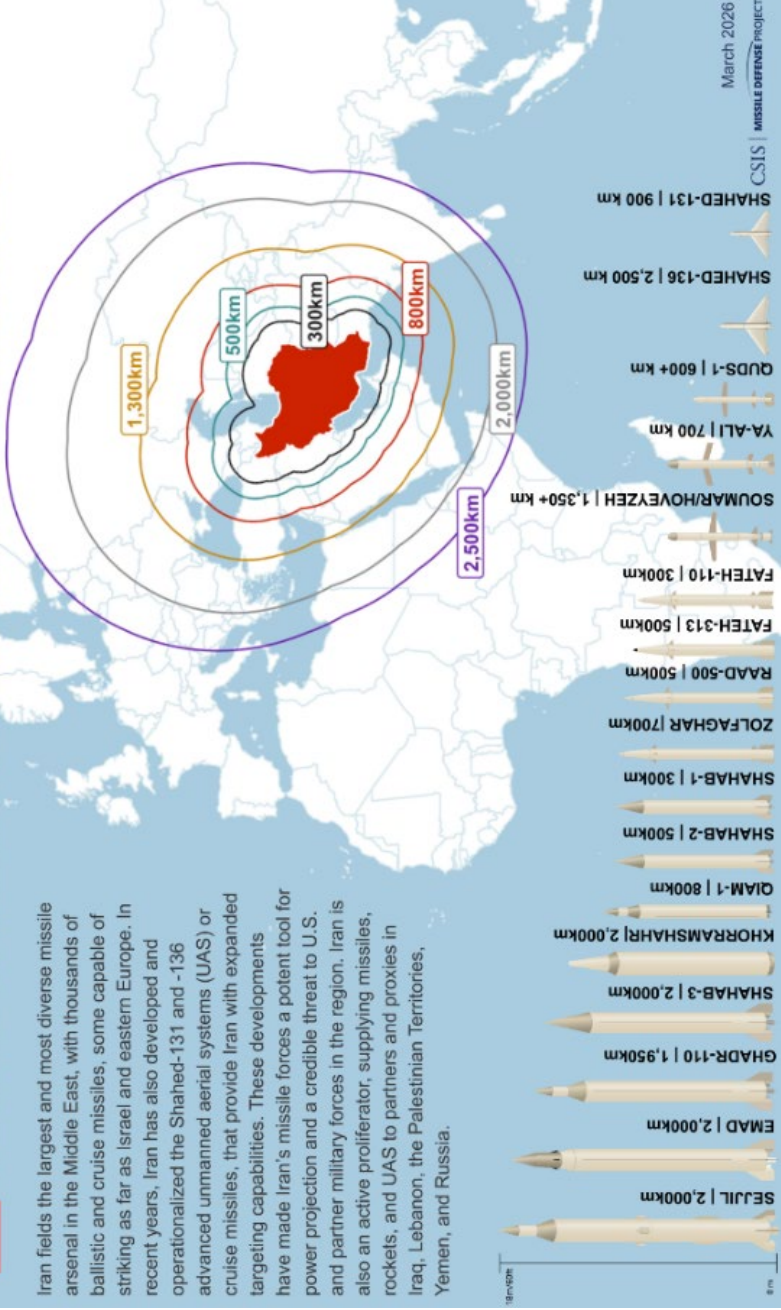 Iran fields the largest and most diverse missile
arsenal in the Middle East, with thousands of
ballistic and cruise missiles, some capable of
striking as far as Israel and eastern Europe. In
recent years, Iran has also developed and
operationalized the Shahed-131 and -136
advanced unmanned aerial systems (UAS) or
cruise missiles, that provide Iran with expanded
targeting capabilities. These developments
have made Iran's missile forces a potent tool for
power projection and a credible threat to U.S.
and partner military forces in the region. Iran is
also an active proliferator, supplying missiles,
rockets, and UAS to partners and proxies in
Iraq, Lebanon, the Palestinian Territories,
Yemen, and Russia.
1,300km
500km
300km
800km
2,000km
2,500km
SEJJIL | 2,000km
EMAD | 2,000km
GHADR-110 | 1,950km
SHAHAB-3 | 2,000km
KHORRAMSHAHR| 2,000km
QIAM-1 | 800km
SHAHAB-2 | 500km
SHAHAB-1 | 300km
ZOLFAGHAR |700km
RAAD-500 | 500km
FATEH-313 | 500km
FATEH-110 | 300km
SOUMAR/HOVEYZEH | 1,350+ km
YA-ALI | 700 km
QUDS-1 | 600+ km
SHAHED-136 | 2,500 km
SHAHED-131 | 900 km
18m/60ft
0 m
March 2026
CSIS | MISSILE DEFENSE PROJECT